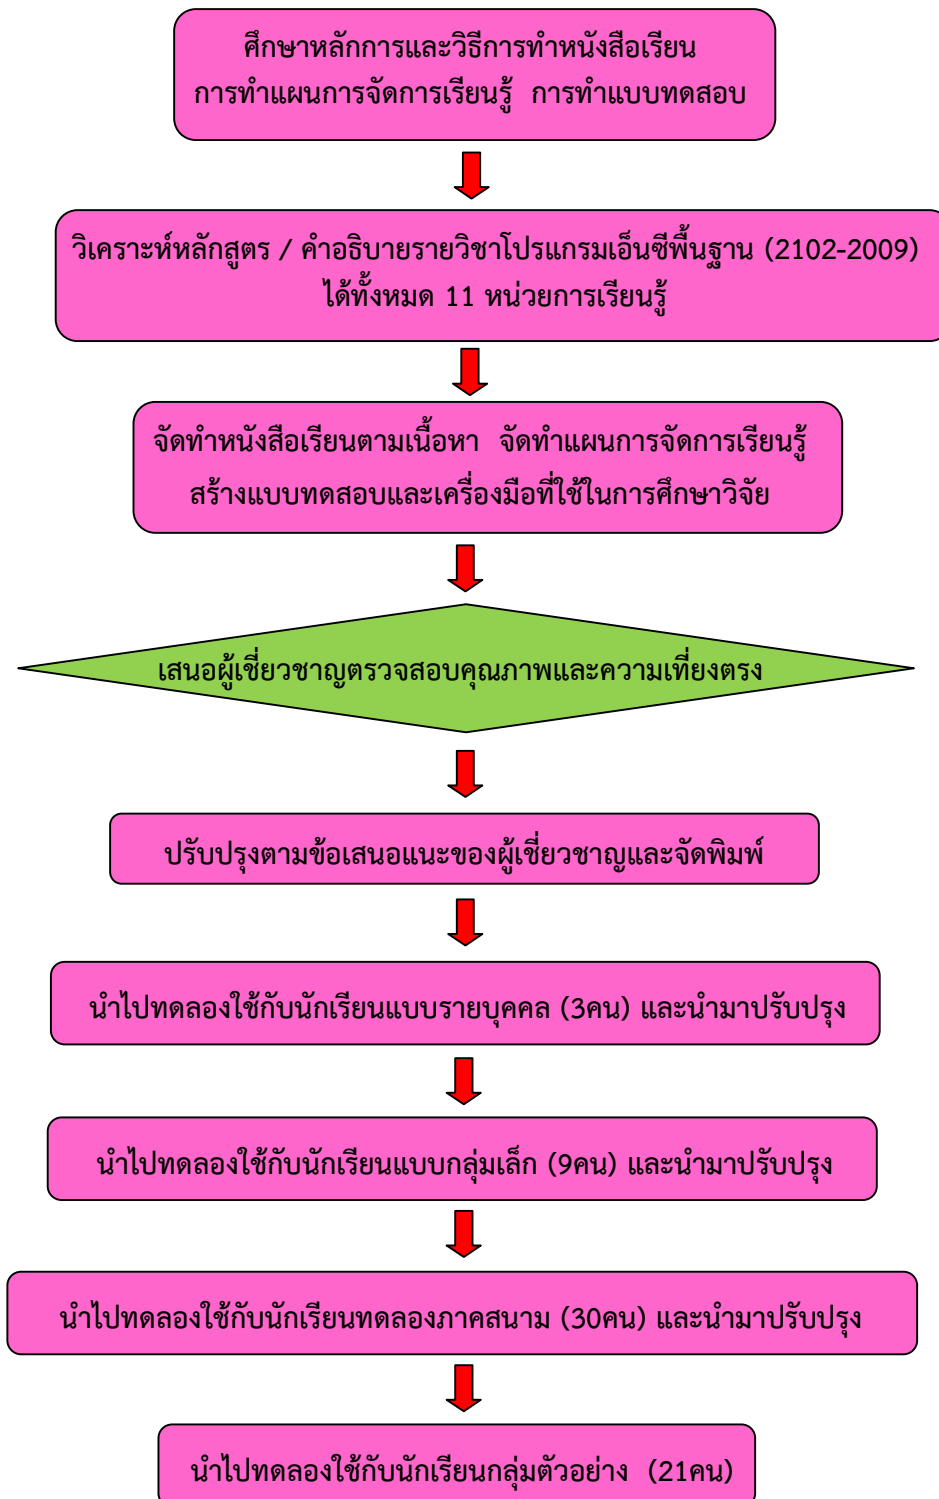 ศึกษาหลักการและวิธีการทำหนังสือเรียน
การทำแผนการจัดการเรียนรู้ การทำแบบทดสอบ
วิเคราะห์หลักสูตร / คำอธิบายรายวิชาโปรแกรมเอ็นซีพื้นฐาน (2102-2009)
ได้ทั้งหมด 11 หน่วยการเรียนรู้
จัดทำหนังสือเรียนตามเนื้อหา จัดทำแผนการจัดการเรียนรู้
สร้างแบบทดสอบและเครื่องมือที่ใช้ในการศึกษาวิจัย
เสนอผู้เชี่ยวชาญตรวจสอบคุณภาพและความเที่ยงตรง
ปรับปรุงตามข้อเสนอแนะของผู้เชี่ยวชาญและจัดพิมพ์
นำไปทดลองใช้กับนักเรียนแบบรายบุคคล (3คน) และนำมาปรับปรุง
นำไปทดลองใช้กับนักเรียนแบบกลุ่มเล็ก (9คน) และนำมาปรับปรุง
นำไปทดลองใช้กับนักเรียนทดลองภาคสนาม (30คน) และนำมาปรับปรุง
นำไปทดลองใช้กับนักเรียนกลุ่มตัวอย่าง (21คน)